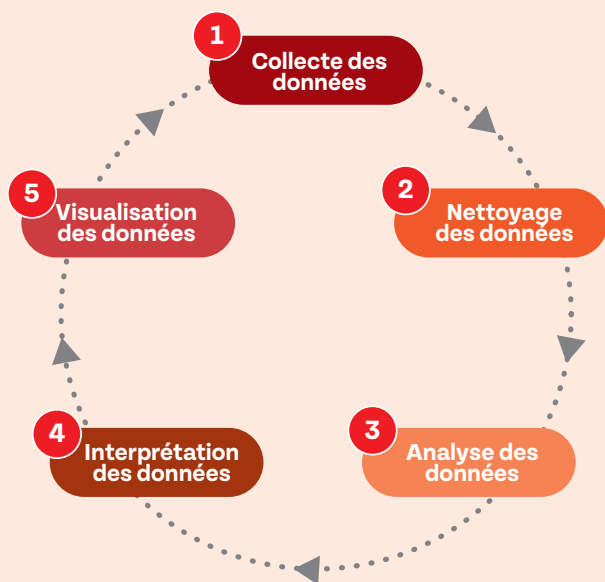 1
Collecte des
données
2
Nettoyage
des données
3
Analyse des
données
4
Interprétation
des données
5
Visualisation
des données